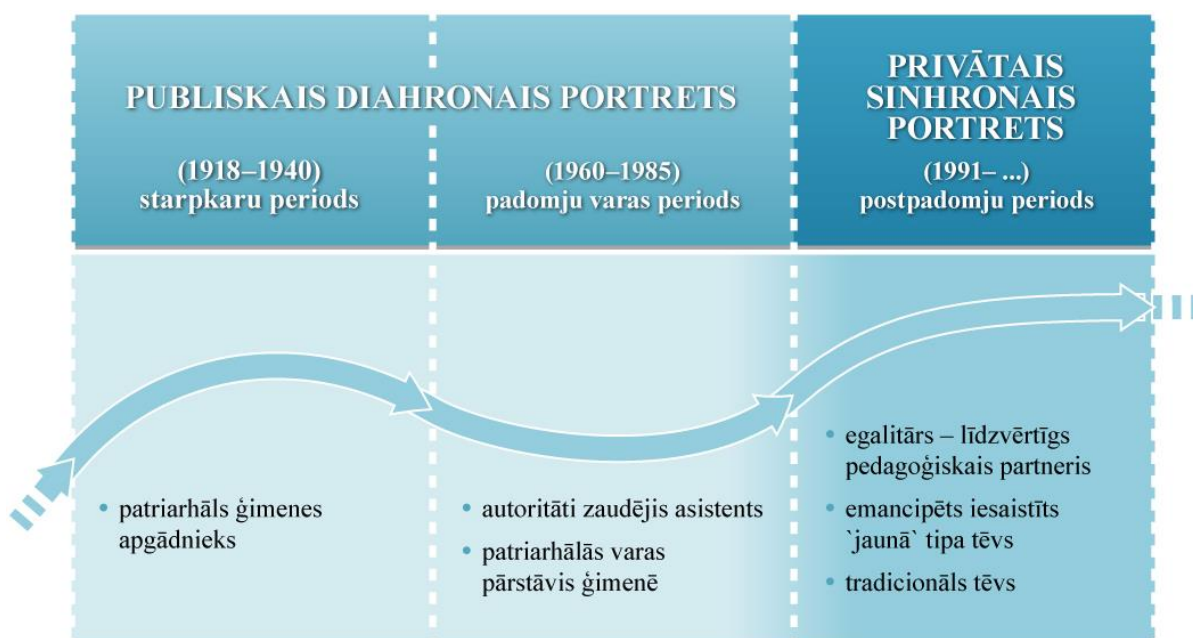 PUBLISKAIS DIAHRONAIS PORTRETS
(1918–1940)
starpkaru periods
(1960–1985)
padomju varas periods
PRIVĀTAIS
SINHRONAIS
PORTRETS
(1991– ...)
postpadomju periods
• patriarhāls ģimenes
apgādnieks
• autoritāti zaudējis asistents
• patriarhālās varas
pārstāvis ģimenē
• egalitārs – līdzvērtīgs
pedagoģiskais partneris
• emancipēts iesaistīts
`jaunā` tipa tēvs
• tradicionāls tēvs